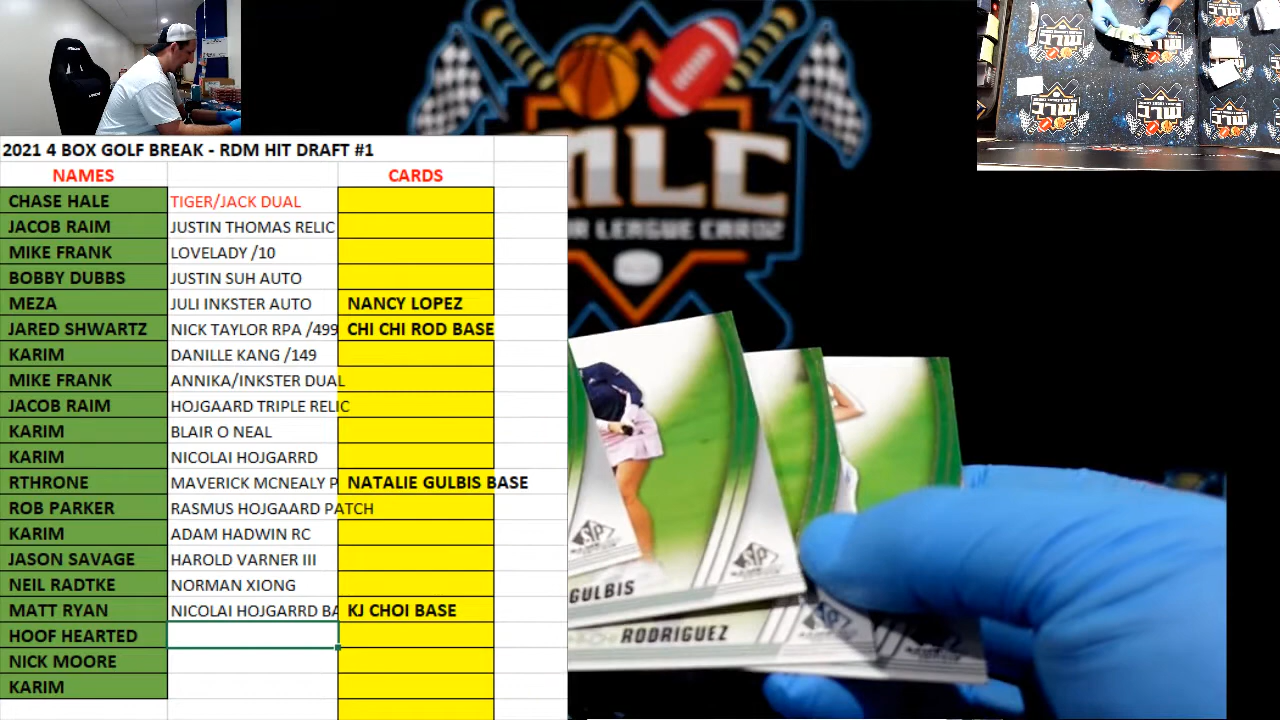 2021 4 BOX GOLF BREAK - RDM HIT DRAFT #1
NAMES CARDS
CHASE HALE TIGER/JACK DUAL
JACOB RAIM JUSTIN THOMAS RELIC
MIKE FRANK LOVELADY /10
BOBBY DUBBS JUSTIN SUH AUTO
MEZA JULI INKSTER AUTO NANCY LOPEZ
JARED SHWARTZ NICK TAYLOR RPA /499 CHI CHI ROD BASE
KARIM DANILLE KANG /149
MIKE FRANK ANNIKA/INKSTER DUAL
JACOB RAIM HOJGAARD TRIPLE RELIC
KARIM BLAIR O NEAL
KARIM NICOLAI HOJGARRD
RTHRONE MAVERICK MCNEALY P NATALIE GULBIS BASE
ROB PARKER RASMUS HOJGAARD PATCH
KARIM ADAM HADWIN RC
JASON SAVAGE HAROLD VARNER III
NEIL RADTKE NORMAN XIONG
MATT RYAN NICOLAI HOJGARRD BA KJ CHOI BASE
HOOF HEARTED
NICK MOORE
KARIM
MLC
R LEAGUE CARDZ
GULBIS
RODRIGUEZ